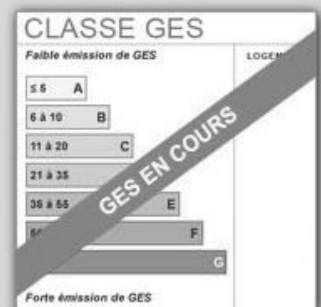 CLASSE GES
Faible émission de GES
≤ 5 A
6 à 10 B
11 à 20 C
21 à 35
36 à 55 E
F
G
Forte émission de GES
GES EN COURS